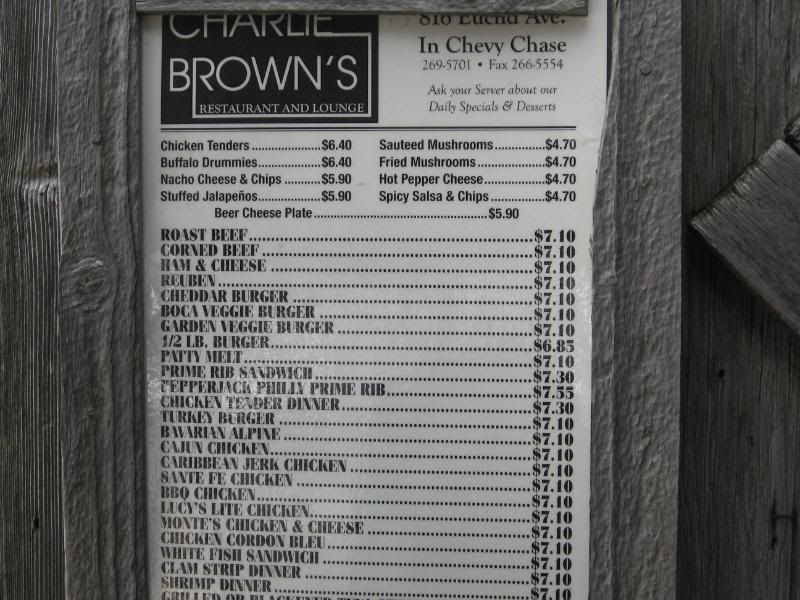 CHARLIE
BROWN'S
RESTAURANT AND LOUNGE
816 Euclid Ave.
In Chevy Chase
269-5701 • Fax 266-5554
Ask your Server about our
Daily Specials & Desserts
Chicken Tenders ..................... $6.40
Buffalo Drummies ................... $6.40
Nacho Cheese & Chips ........ $5.90
Stuffed Jalapeños ................... $5.90
Sauteed Mushrooms ............... $4.70
Fried Mushrooms .................... $4.70
Hot Pepper Cheese .................. $4.70
Spicy Salsa & Chips ................ $4.70
Beer Cheese Plate ..................................................... $5.90
ROAST BEEF ........ $7.10
CORNED BEEF ........ $7.10
HAM & CHEESE ........ $7.10
REUBEN ........ $7.10
CHEDDAR BURGER ........ $7.10
BOCA VEGGIE BURGER ........ $7.10
GARDEN VEGGIE BURGER ........ $7.10
1/2 LB. BURGER ........ $6.85
PATTY MELT ........ $7.10
PRIME RIB SANDWICH ........ $7.30
PEPPERJACK PHILLY PRIME RIB ........ $7.55
CHICKEN TENDER DINNER ........ $7.30
TURKEY BURGER ........ $7.10
BAVARIAN ALPINE ........ $7.10
CAJUN CHICKEN ........ $7.10
CARIBBEAN JERK CHICKEN ........ $7.10
SANTE FE CHICKEN ........ $7.10
BBQ CHICKEN ........ $7.10
LUCY'S LITE CHICKEN ........ $7.10
MONTE'S CHICKEN & CHEESE ........ $7.10
CHICKEN CORDON BLEU ........ $7.10
WHITE FISH SANDWICH ........ $7.10
CLAM STRIP DINNER ........ $7.10
SHRIMP DINNER ........ $7.10
GRILLED OR BLACKENED